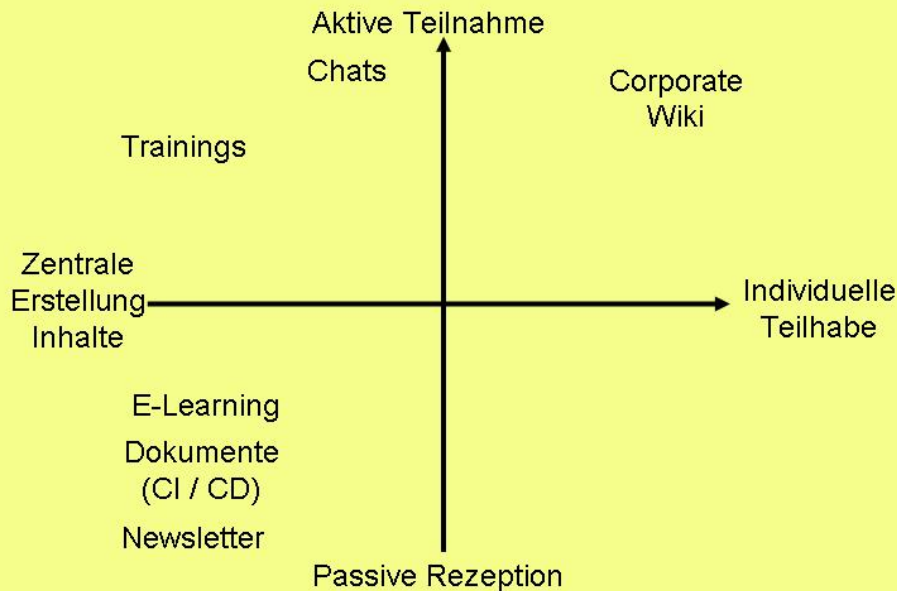 Aktive Teilnahme
Chats
Corporate
Wiki
Trainings
Zentrale
Erstellung
Inhalte
Individuelle
Teilhabe
E-Learning
Dokumente
(CI / CD)
Newsletter
Passive Rezeption